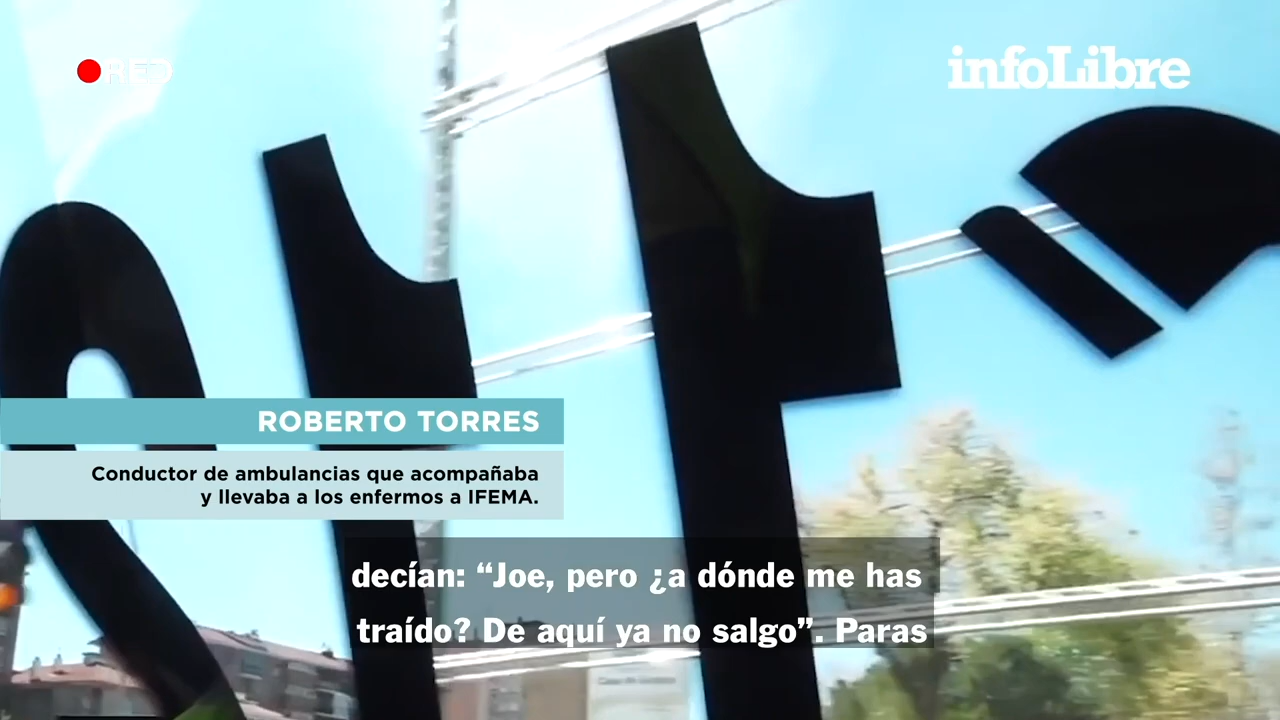 RED
infoLibre
ROBERTO TORRES
Conductor de ambulancias que acompañaba
y llevaba a los enfermos a IFEMA.
decían: “Joe, pero ¿a dónde me has
traído? De aquí ya no salgo”. Paras